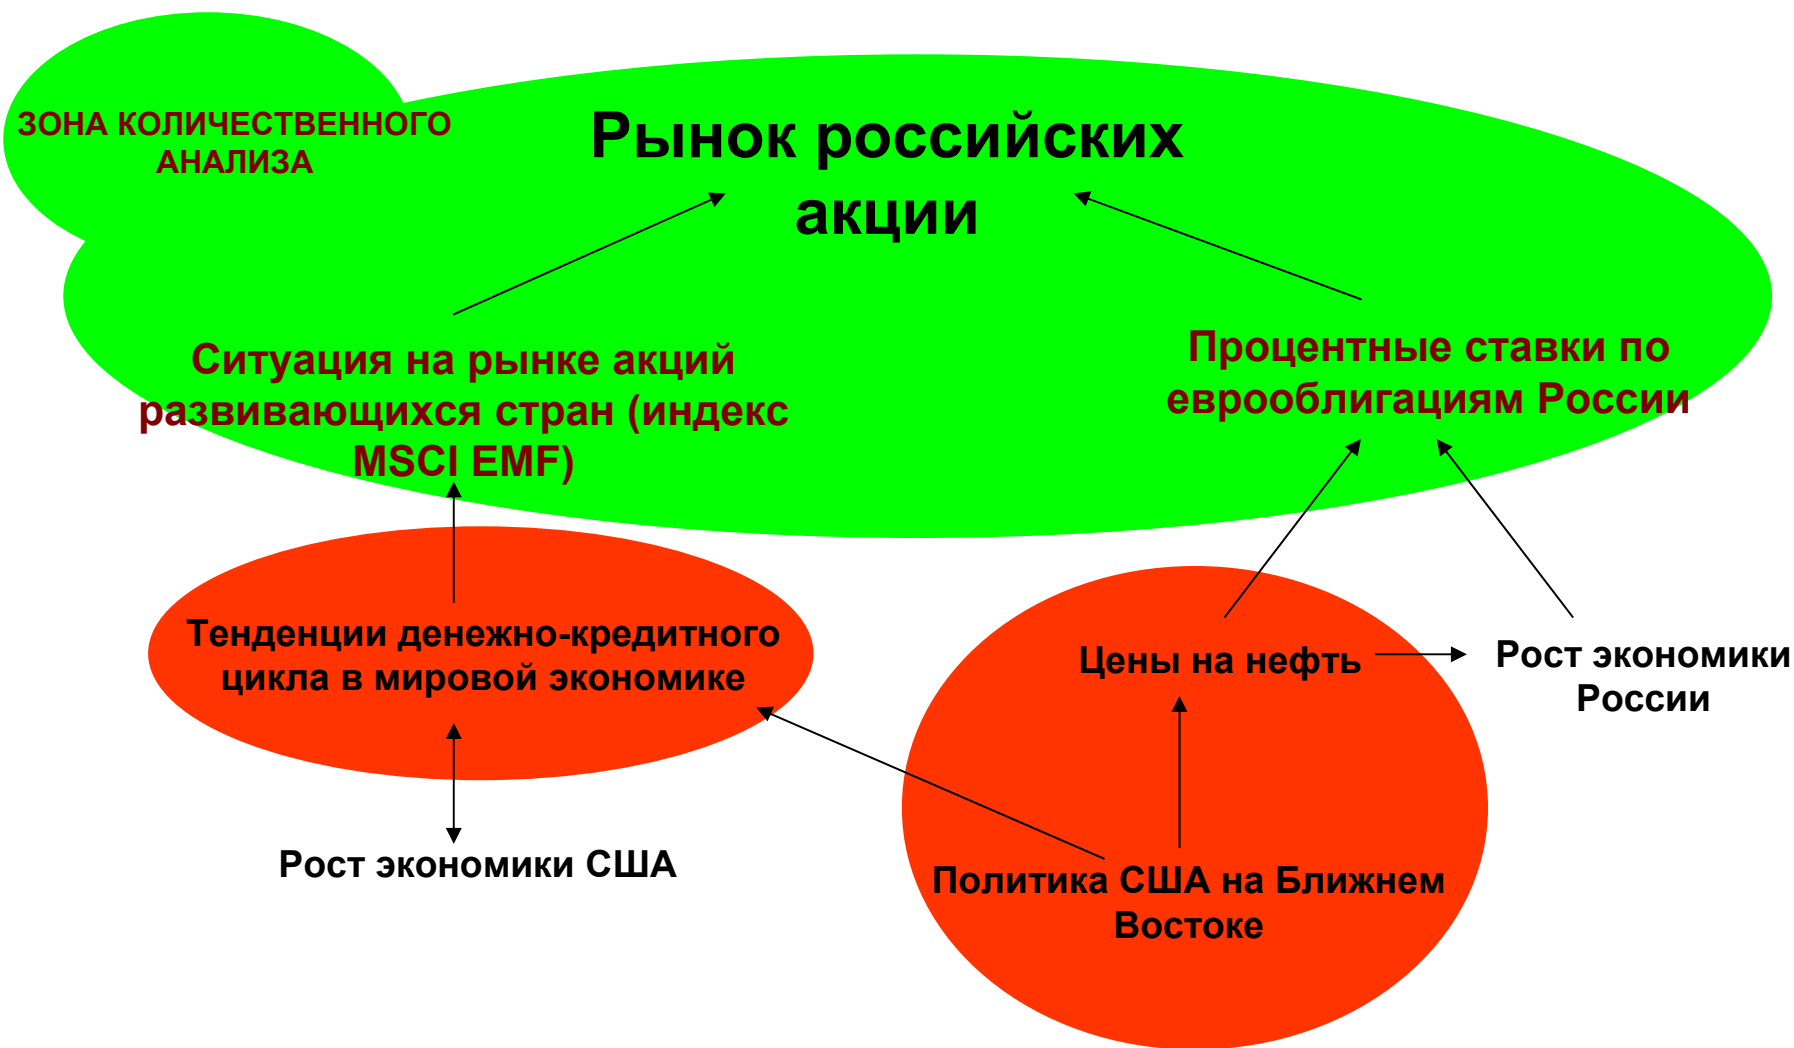 ЗОНА КОЛИЧЕСТВЕННОГО
АНАЛИЗА
Рынок российских
акции
Ситуация на рынке акций
развивающихся стран (индекс
MSCI EMF)
Процентные ставки по
еврооблигациям России
Тенденции денежно-кредитного
цикла в мировой экономике
Цены на нефть
Рост экономики
России
Рост экономики США
Политика США на Ближнем
Востоке